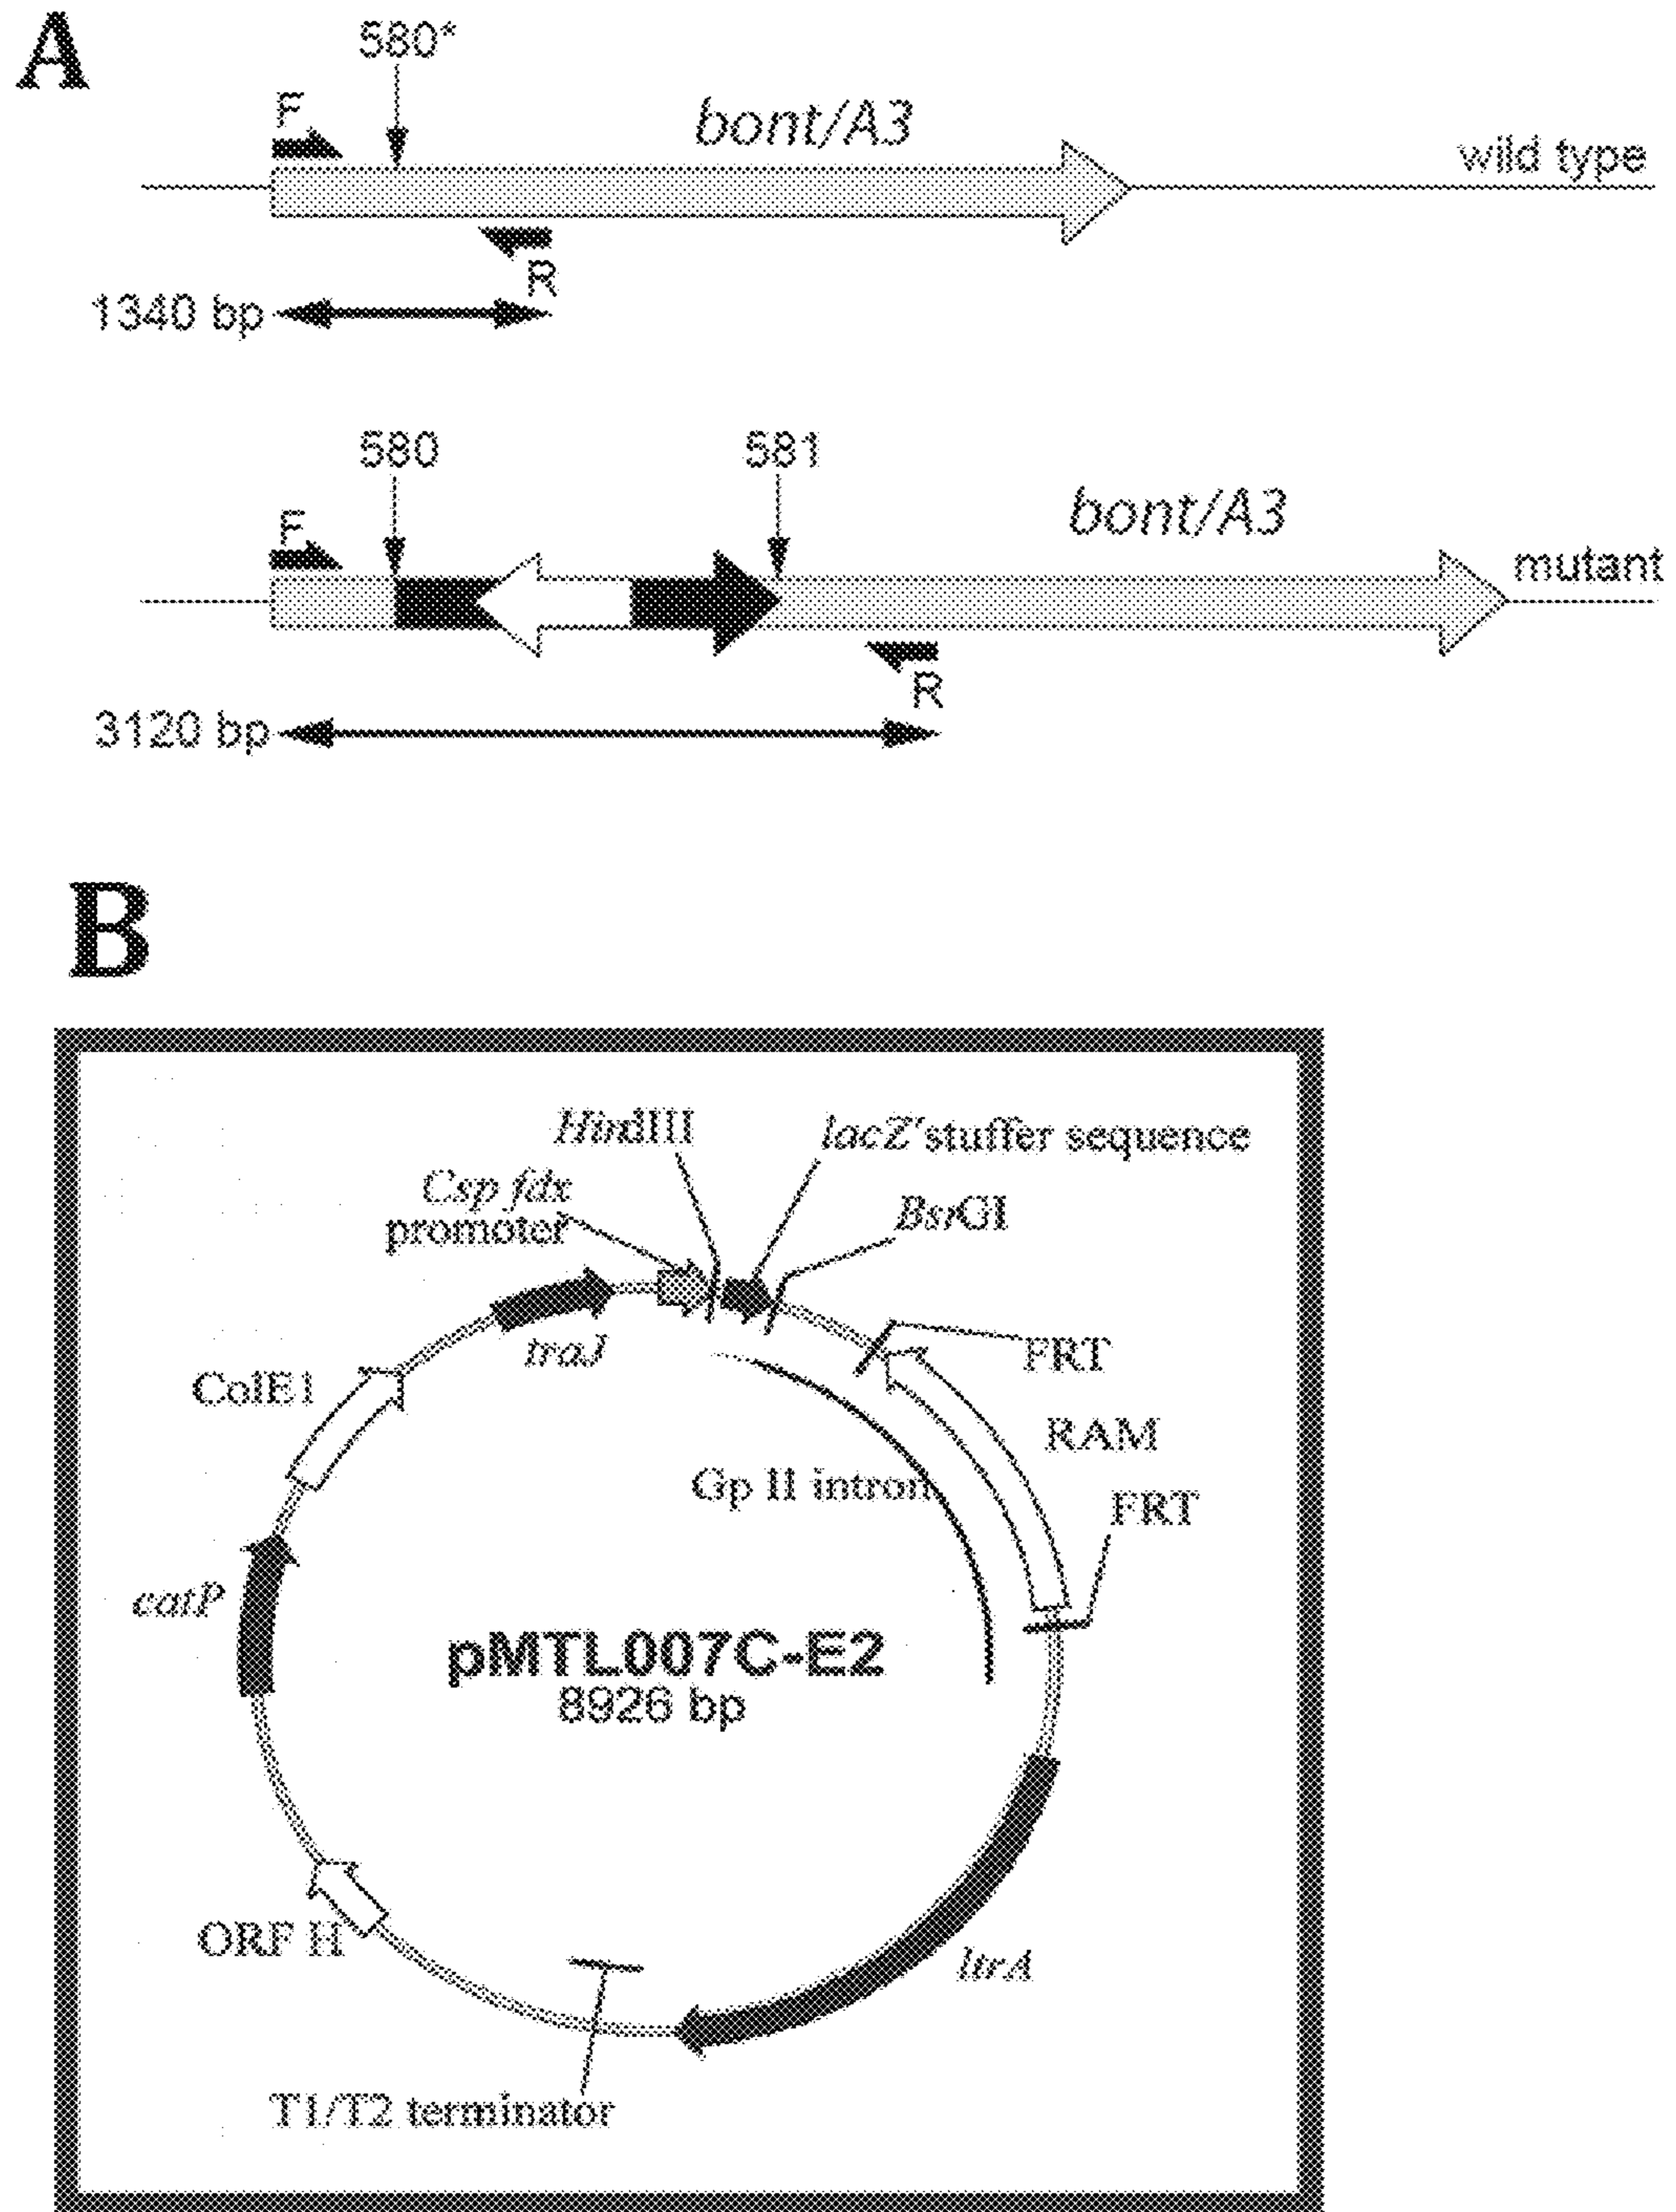 A
580*
F
bont/A3
wild type
R
1340 bp
580
581
F
bont/A3
mutant
R
3120 bp
B
HindIII
lacZ' stuffer sequence
Csp fdx
promoter
BsrGI
traJ
FRT
ColE1
RAM
Gp II intron
FRT
catP
pMTL007C-E2
8926 bp
ORF H
ltrA
T1/T2 terminator